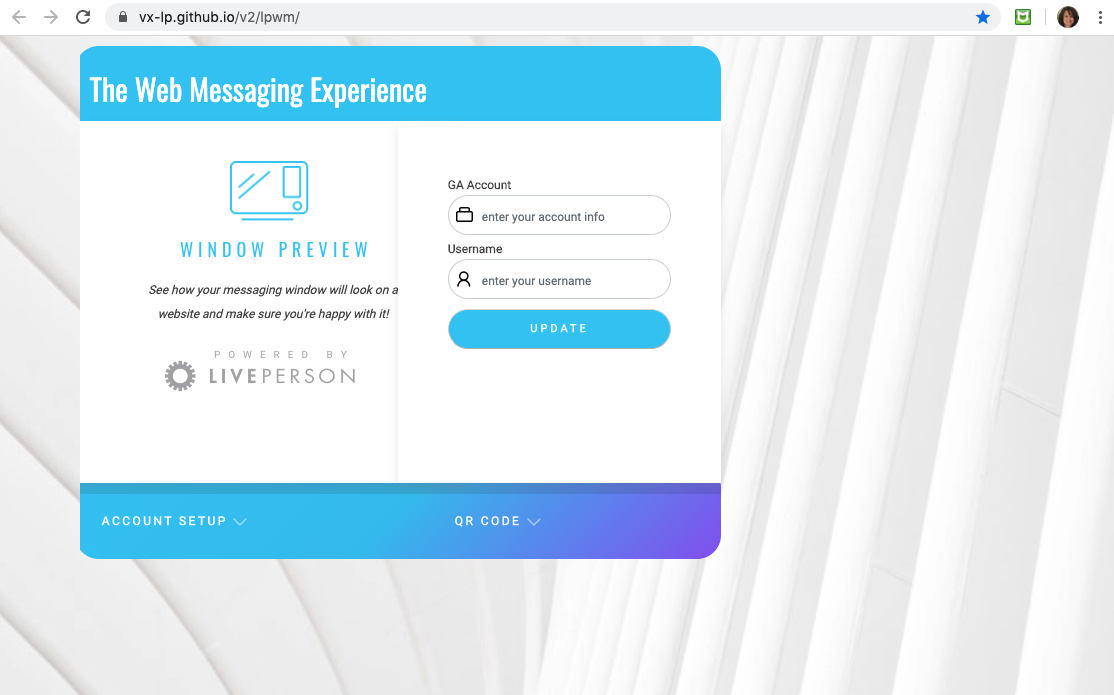 vx-lp.github.io/v2/lpwm/
The Web Messaging Experience
WINDOW PREVIEW
See how your messaging window will look on a
website and make sure you're happy with it!
POWERED BY
LIVEPERSON
GA Account
enter your account info
Username
enter your username
UPDATE
ACCOUNT SETUP
QR CODE